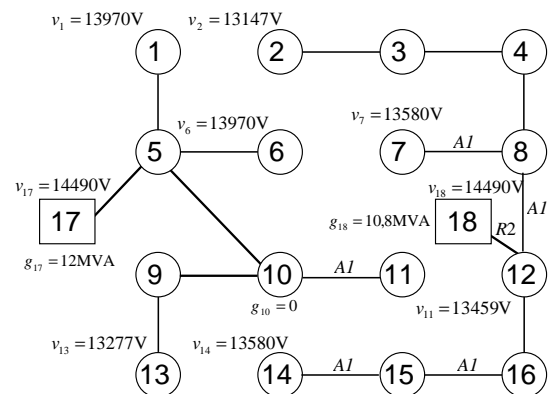 v₁ = 13970V v₂ = 13147V
1 2 3 4
v₆ = 13970V v₇ = 13580V
5 6 7 A1 8
v₁₇ = 14490V v₁₈ = 14490V A1
17 g₁₈ = 10,8MVA 18 R2
g₁₇ = 12MVA
9 10 A1 11 12
g₁₀ = 0 v₁₁ = 13459V
v₁₃ = 13277V v₁₄ = 13580V
13 14 A1 15 A1 16